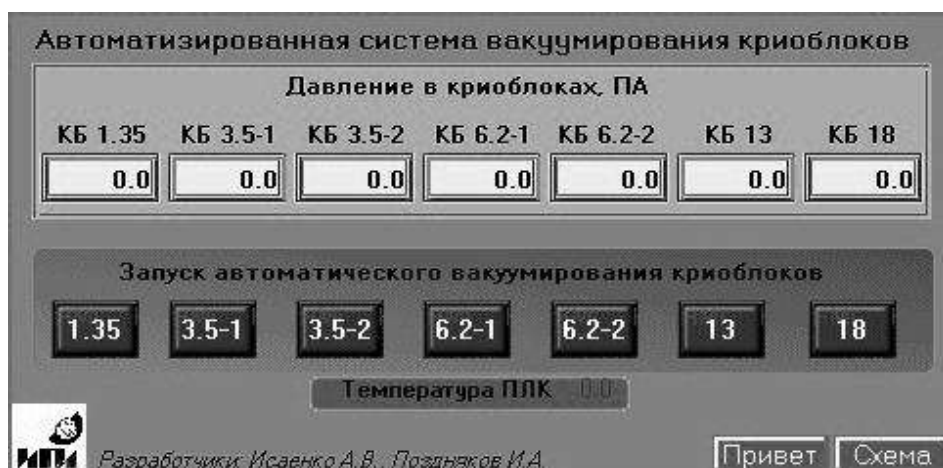 Автоматизированная система вакуумирования криоблоков
Давление в криоблоках, ПА
КБ 1.35 КБ 3.5-1 КБ 3.5-2 КБ 6.2-1 КБ 6.2-2 КБ 13 КБ 18
0.0 0.0 0.0 0.0 0.0 0.0 0.0
Запуск автоматического вакуумирования криоблоков
1.35 3.5-1 3.5-2 6.2-1 6.2-2 13 18
Температура ПЛК 0.0
Разработчики: Исаенко А.В., Поздняков И.А.
Привет Схема